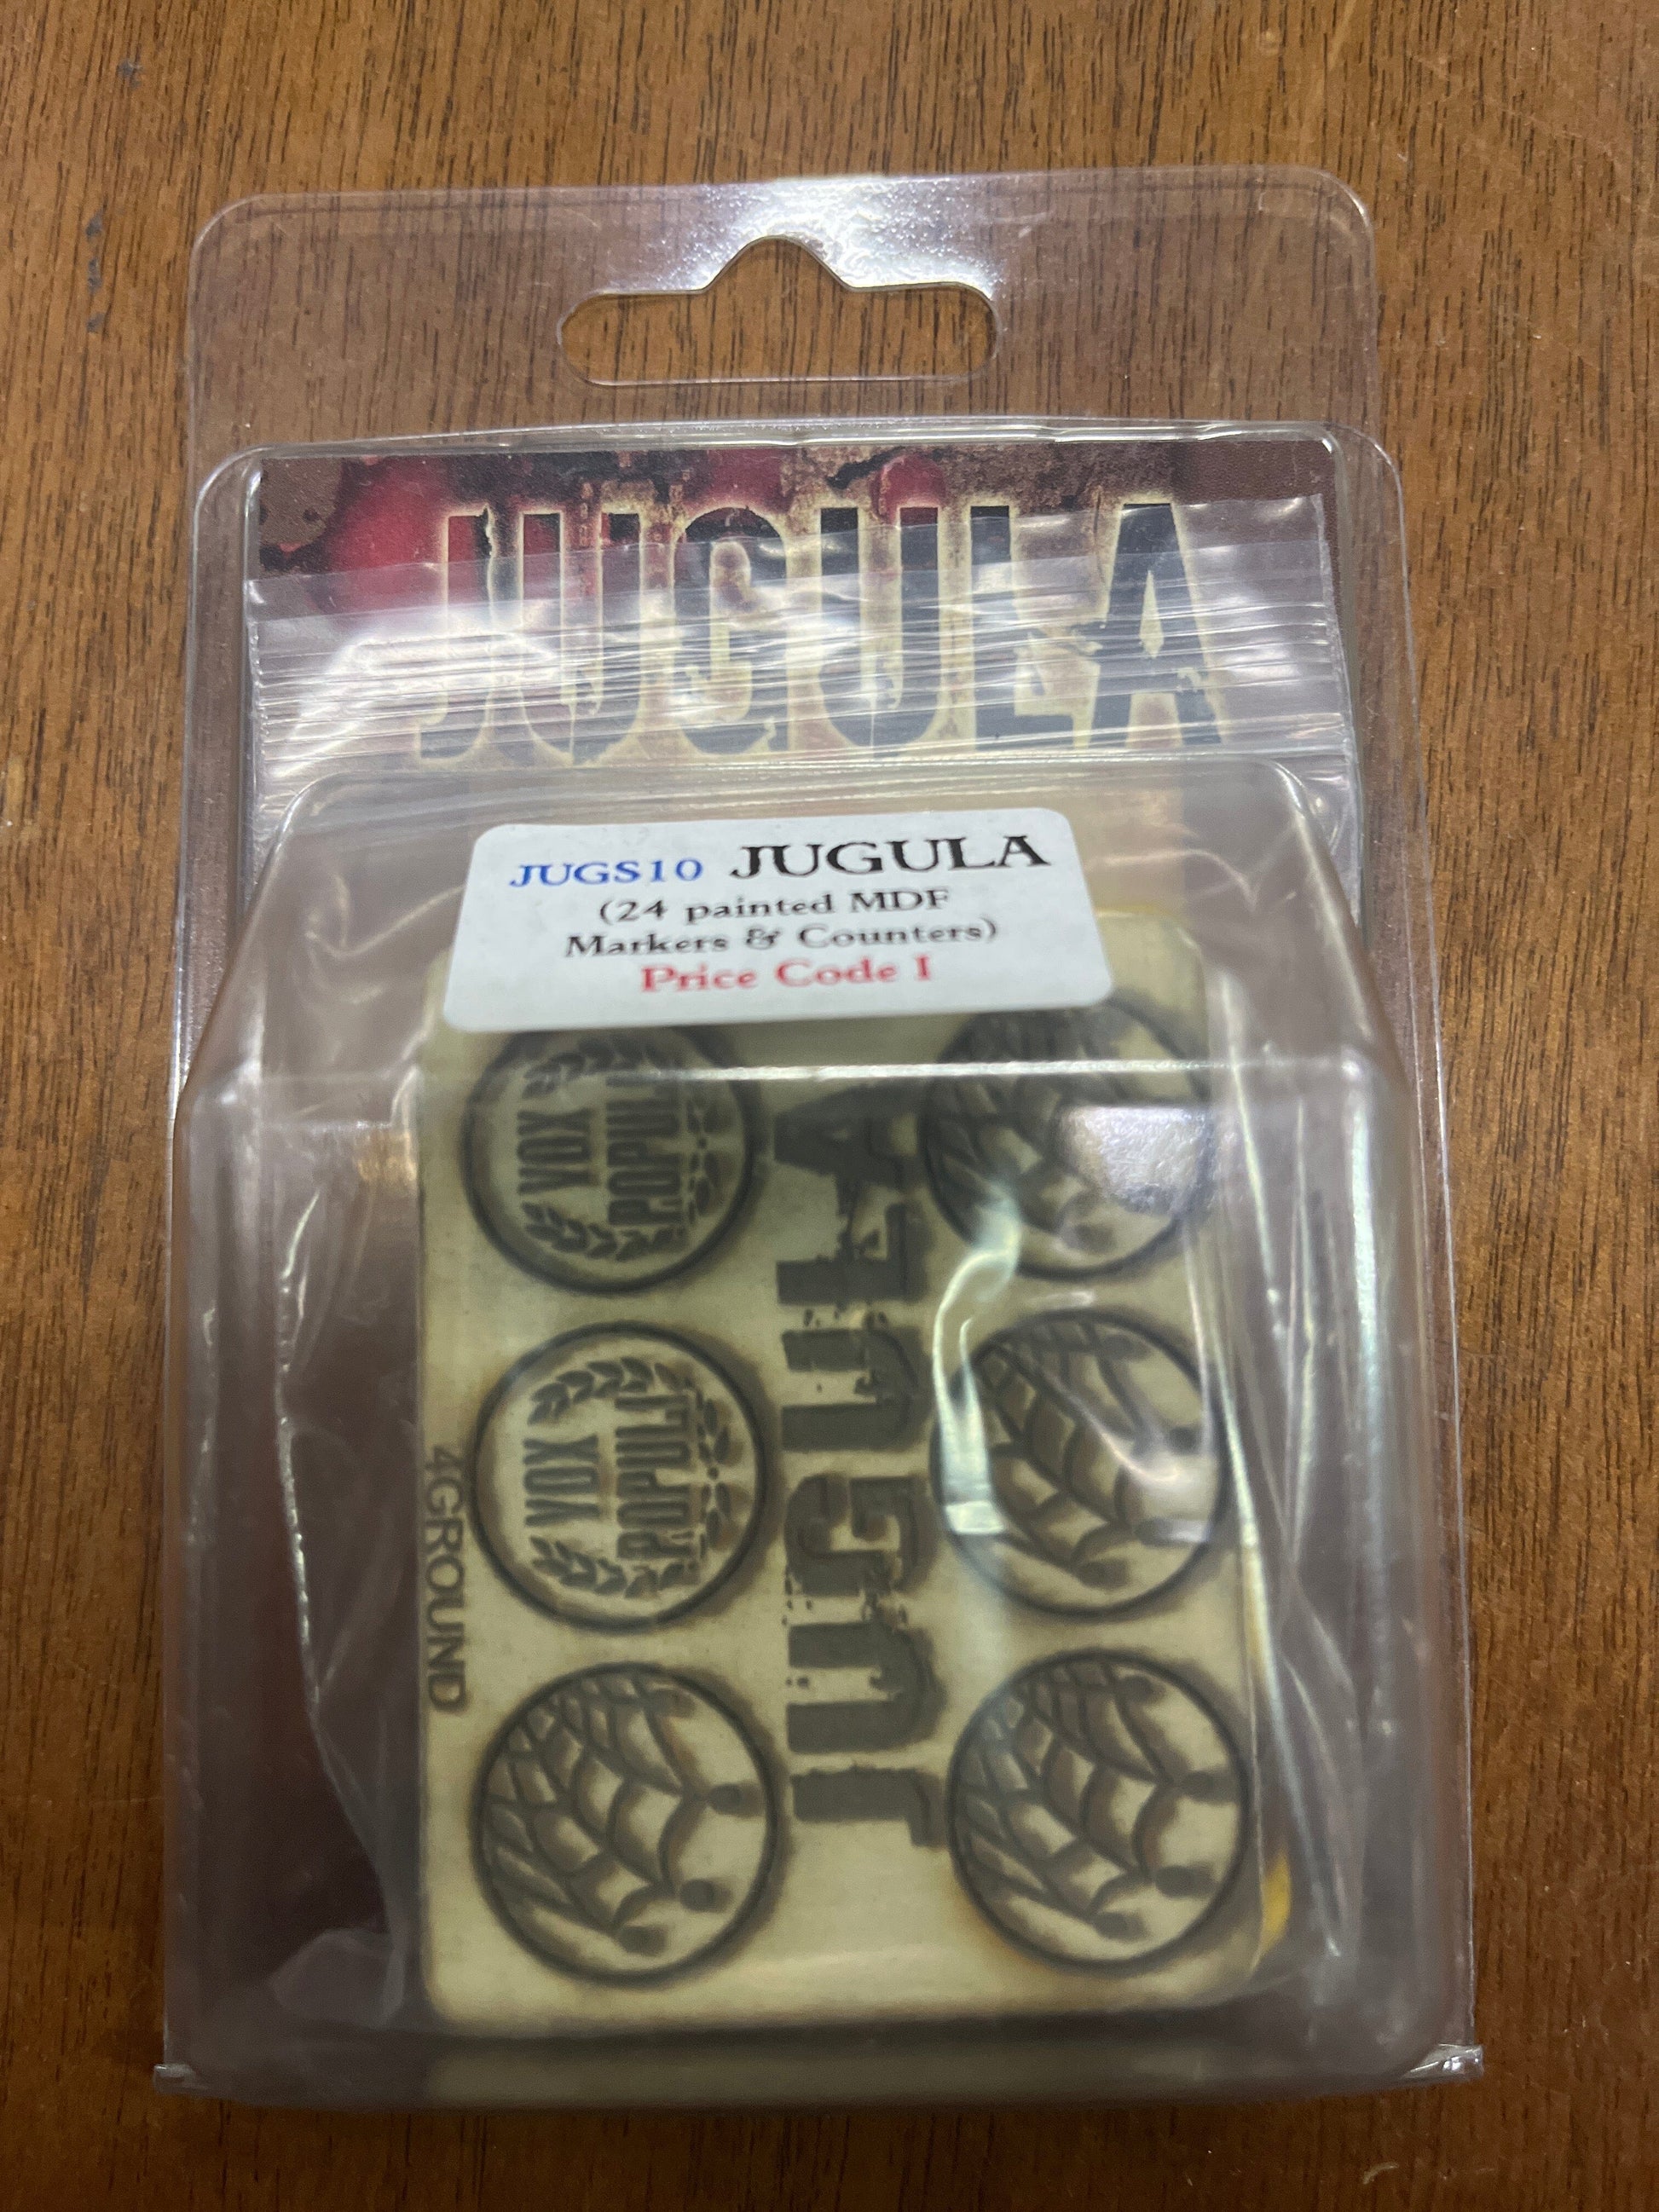 JUGULA
JUGS10 JUGULA
(24 painted MDF
Markers & Counters)
Price Code I
VOX
POPULI
VOX
POPULI
JUGULA
4GROUND